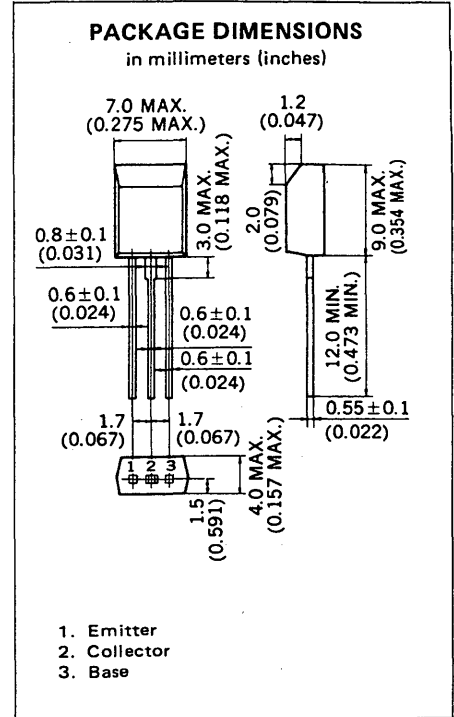 PACKAGE DIMENSIONS
in millimeters (inches)
7.0 MAX.
(0.275 MAX.)
1.2
(0.047)
3.0 MAX.
(0.118 MAX.)
2.0
(0.079)
9.0 MAX.
(0.354 MAX.)
0.8±0.1
(0.031)
0.6±0.1
(0.024)
0.6±0.1
(0.024)
0.6±0.1
(0.024)
12.0 MIN.
(0.473 MIN.)
0.55±0.1
(0.022)
1.7
(0.067)
1.7
(0.067)
1 2 3
4.0 MAX.
(0.157 MAX.)
1.5
(0.591)
1. Emitter
2. Collector
3. Base